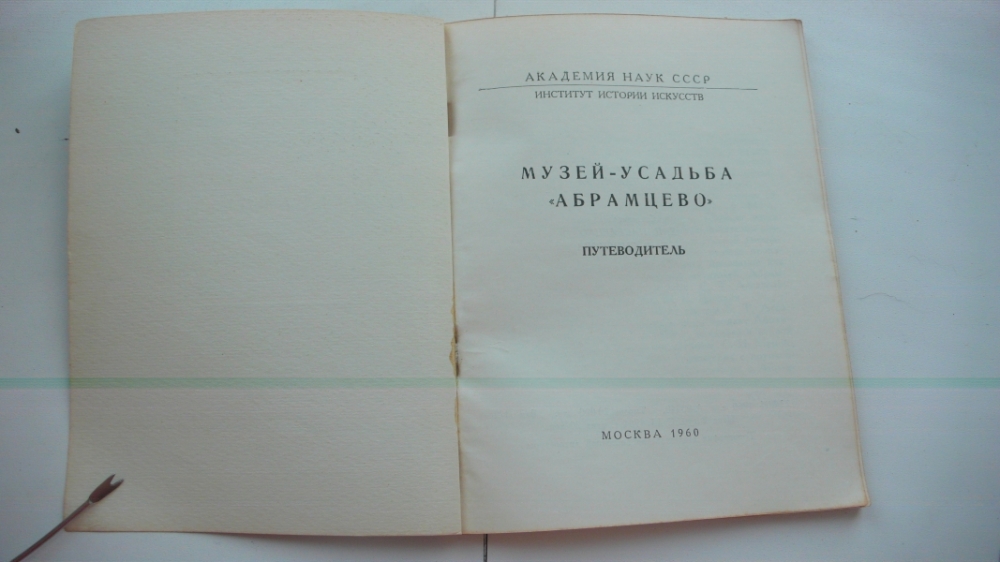 АКАДЕМИЯ НАУК СССР
ИНСТИТУТ ИСТОРИИ ИСКУССТВ
МУЗЕЙ-УСАДЬБА
«АБРАМЦЕВО»
ПУТЕВОДИТЕЛЬ
МОСКВА 1960